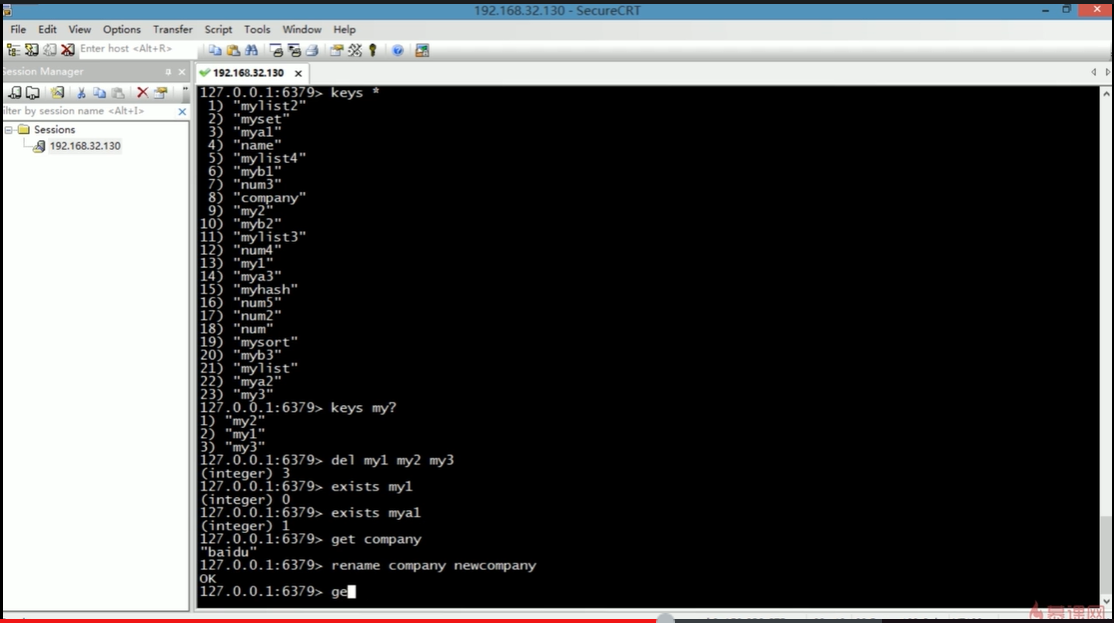 192.168.32.130 - SecureCRT
File Edit View Options Transfer Script Tools Window Help
Enter host <Alt+R>
Session Manager
192.168.32.130
ilter by session name <Alt+I>
Sessions
192.168.32.130
127.0.0.1:6379> keys *
1) "mylist2"
2) "myset"
3) "mya1"
4) "name"
5) "mylist4"
6) "myb1"
7) "num3"
8) "company"
9) "my2"
10) "myb2"
11) "mylist3"
12) "num4"
13) "my1"
14) "mya3"
15) "myhash"
16) "num5"
17) "num2"
18) "num"
19) "mysort"
20) "myb3"
21) "mylist"
22) "mya2"
23) "my3"
127.0.0.1:6379> keys my?
1) "my2"
2) "my1"
3) "my3"
127.0.0.1:6379> del my1 my2 my3
(integer) 3
127.0.0.1:6379> exists my1
(integer) 0
127.0.0.1:6379> exists mya1
(integer) 1
127.0.0.1:6379> get company
"baidu"
127.0.0.1:6379> rename company newcompany
OK
127.0.0.1:6379> ge
慕课网